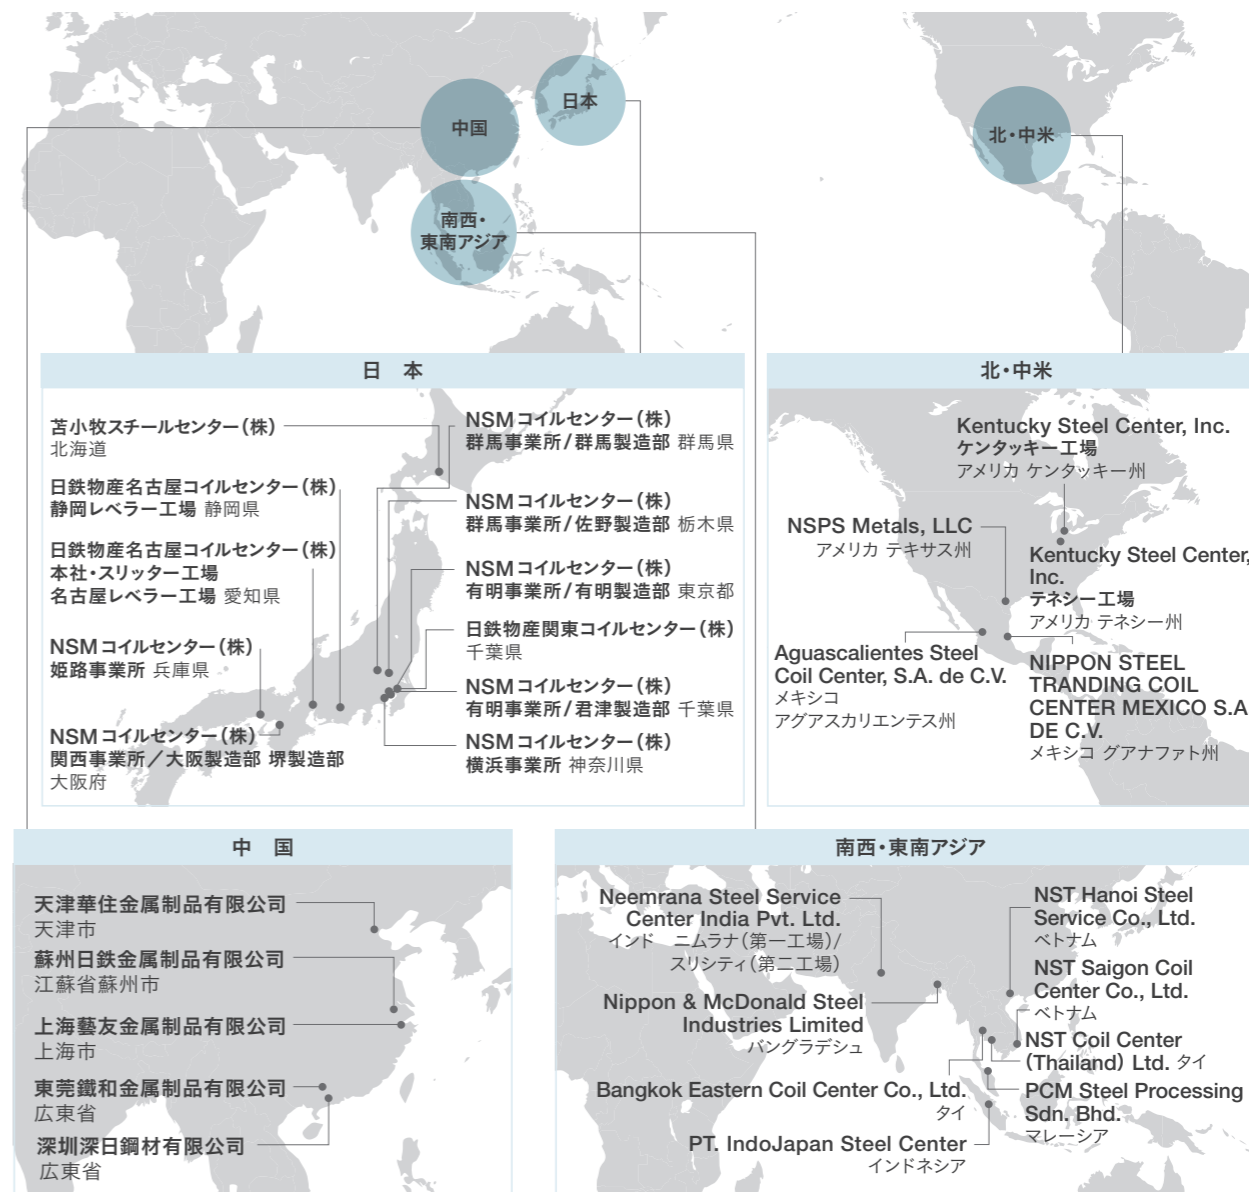 中国
日本
南西・
東南アジア
北・中米
日 本
苫小牧スチールセンター(株)
北海道
日鉄物産名古屋コイルセンター(株)
静岡レベラー工場 静岡県
日鉄物産名古屋コイルセンター(株)
本社・スリッター工場
名古屋レベラー工場 愛知県
NSMコイルセンター(株)
姫路事業所 兵庫県
NSMコイルセンター(株)
関西事業所／大阪製造部 堺製造部
大阪府
NSMコイルセンター(株)
群馬事業所/群馬製造部 群馬県
NSMコイルセンター(株)
群馬事業所/佐野製造部 栃木県
NSMコイルセンター(株)
有明事業所/有明製造部 東京都
日鉄物産関東コイルセンター(株)
千葉県
NSMコイルセンター(株)
有明事業所/君津製造部 千葉県
NSMコイルセンター(株)
横浜事業所 神奈川県
北・中米
Kentucky Steel Center, Inc.
ケンタッキー工場
アメリカ ケンタッキー州
NSPS Metals, LLC
アメリカ テキサス州
Kentucky Steel Center,
Inc.
テネシー工場
アメリカ テネシー州
Aguascalientes Steel
Coil Center, S.A. de C.V.
メキシコ
アグアスカリエンテス州
NIPPON STEEL
TRANDING COIL
CENTER MEXICO S.A
DE C.V.
メキシコ グアナファト州
中 国
天津華住金属制品有限公司
天津市
蘇州日鉄金属制品有限公司
江蘇省蘇州市
上海藝友金属制品有限公司
上海市
東莞鐵和金属制品有限公司
広東省
深圳深日鋼材有限公司
広東省
南西・東南アジア
Neemrana Steel Service
Center India Pvt. Ltd.
インド ニムラナ(第一工場)/
スリシティ(第二工場)
Nippon & McDonald Steel
Industries Limited
バングラデシュ
Bangkok Eastern Coil Center Co., Ltd.
タイ
PT. IndoJapan Steel Center
インドネシア
NST Hanoi Steel
Service Co., Ltd.
ベトナム
NST Saigon Coil
Center Co., Ltd.
ベトナム
NST Coil Center
(Thailand) Ltd. タイ
PCM Steel Processing
Sdn. Bhd.
マレーシア